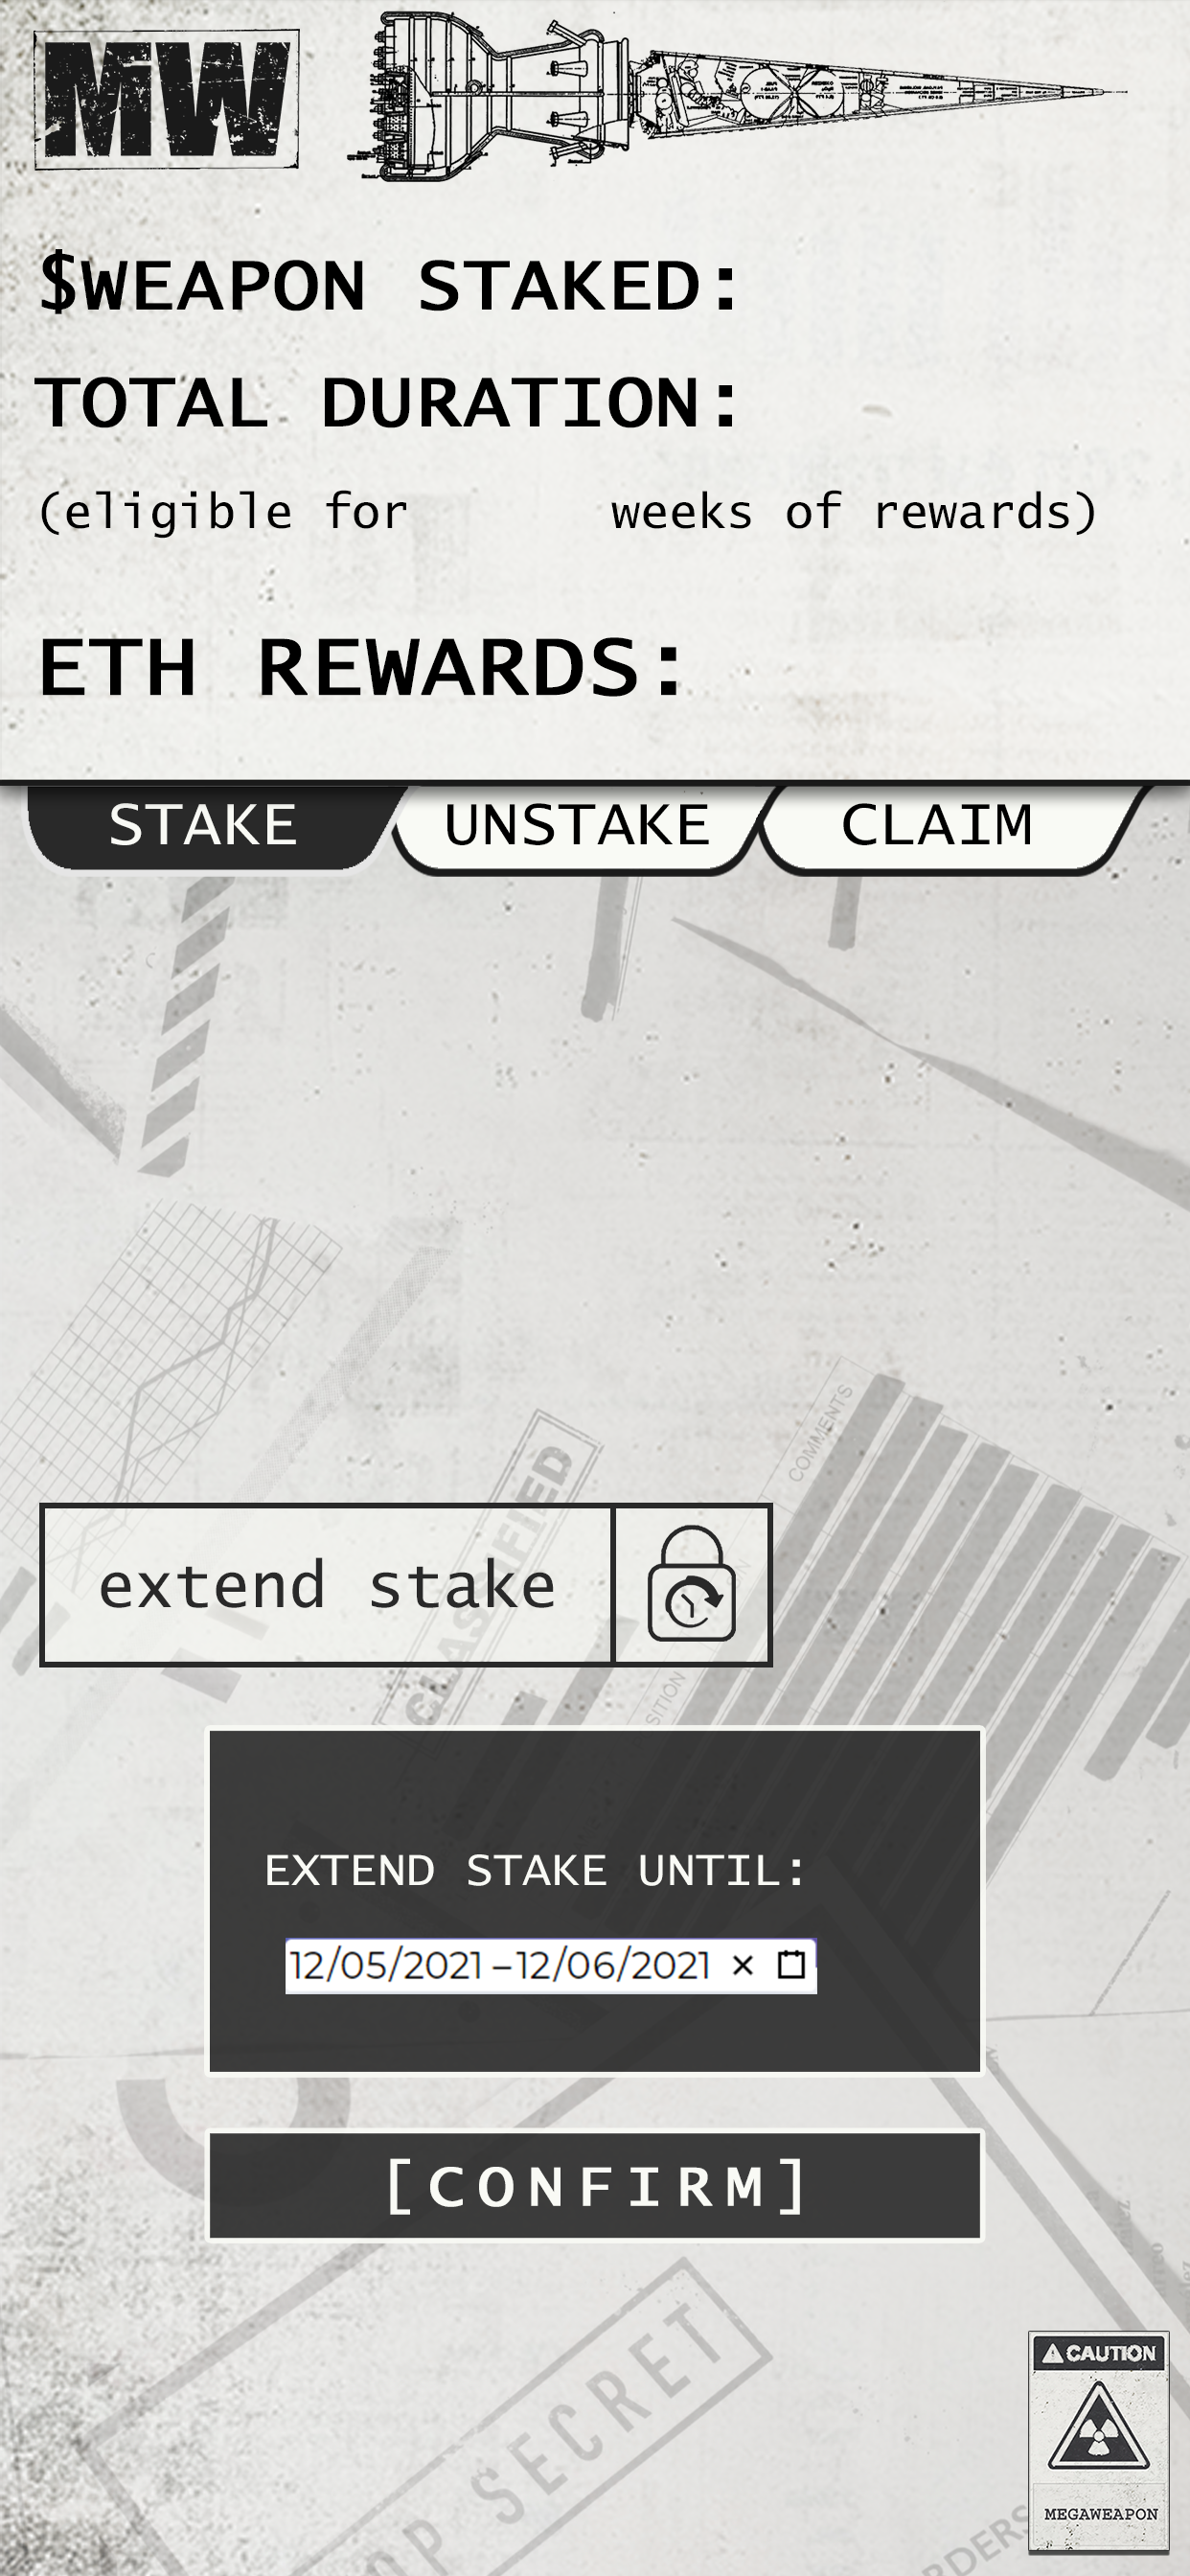 MW
$WEAPON STAKED:
TOTAL DURATION:
(eligible for weeks of rewards)
ETH REWARDS:
STAKE UNSTAKE CLAIM
COMMENTS
CLASSIFIED
extend stake
EXTEND STAKE UNTIL:
12/05/2021 – 12/06/2021 ×
[CONFIRM]
SECRET
CAUTION
MEGAWEAPON